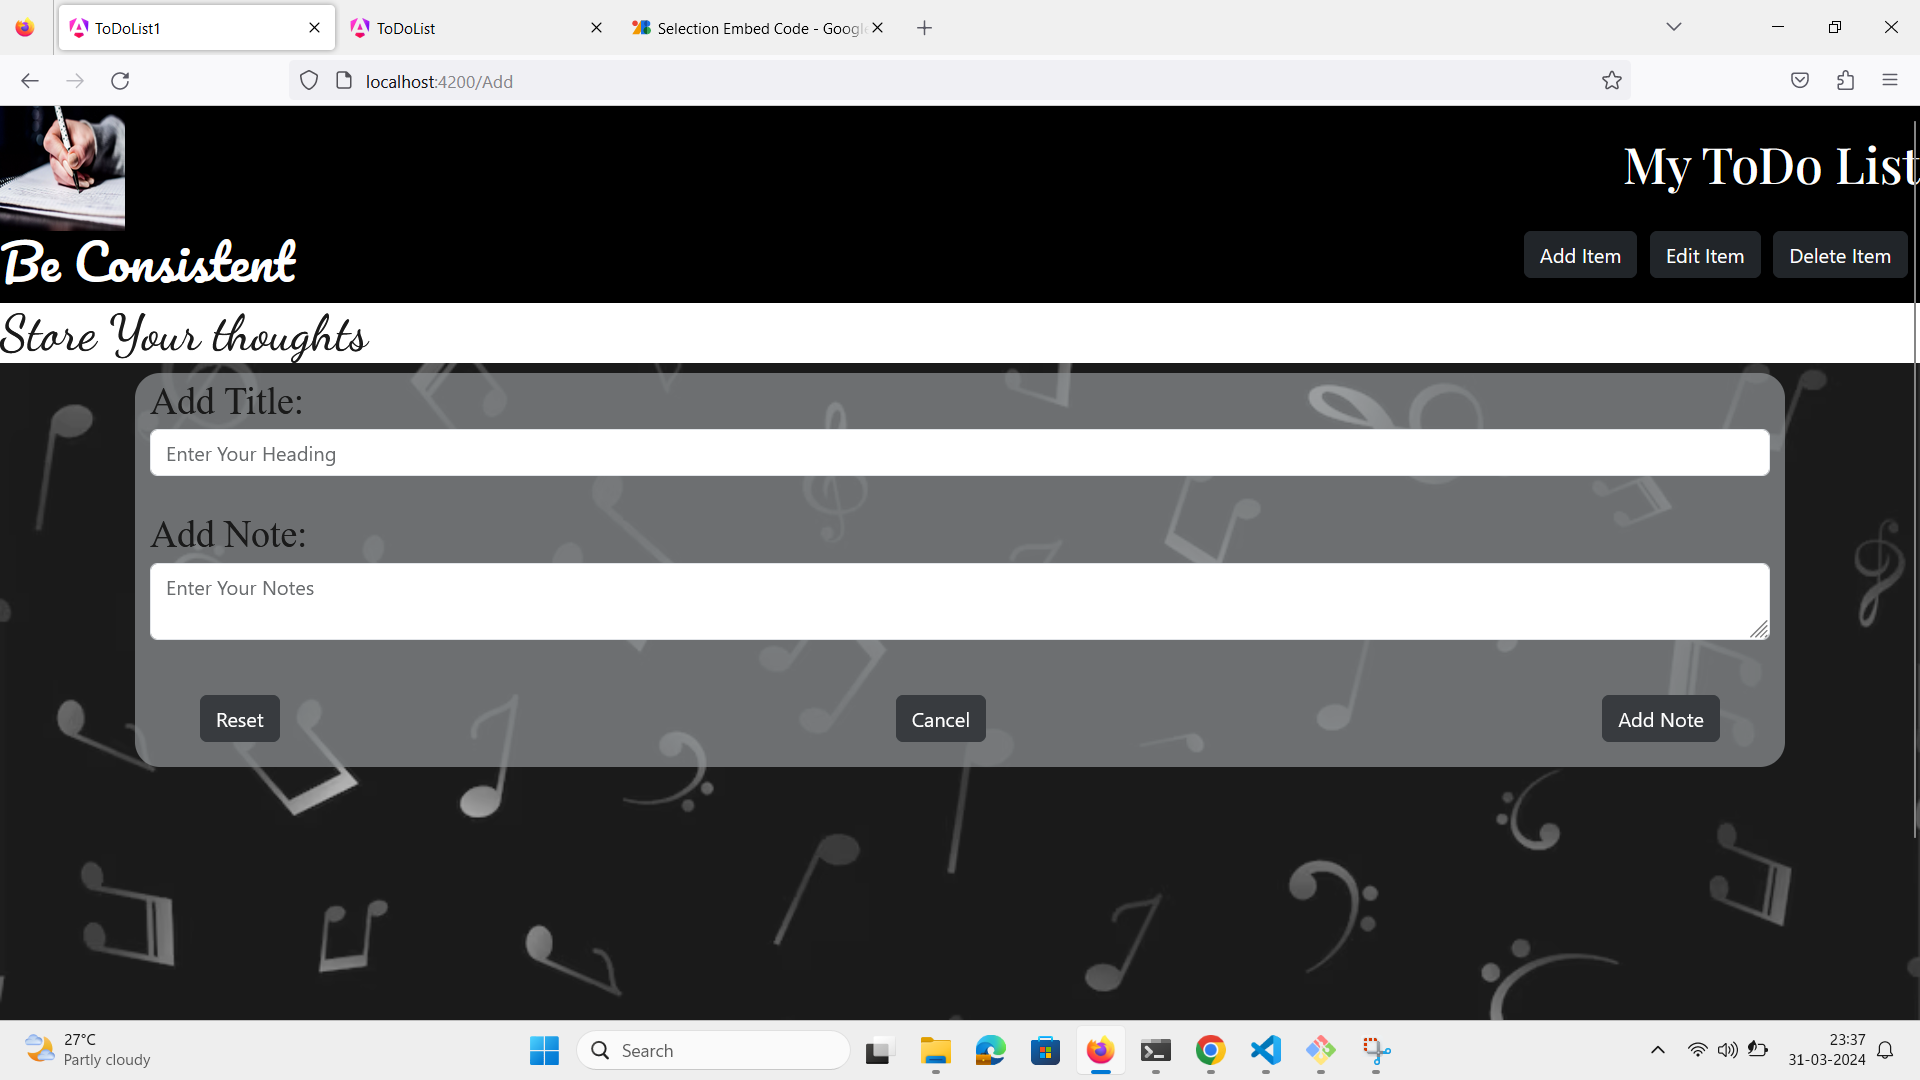 ToDoList1
ToDoList
Selection Embed Code - Google
localhost:4200/Add
My ToDo List
Be Consistent
Add Item
Edit Item
Delete Item
Store Your thoughts
Add Title:
Enter Your Heading
Add Note:
Enter Your Notes
Reset
Cancel
Add Note
27°C
Partly cloudy
Search
23:37
31-03-2024